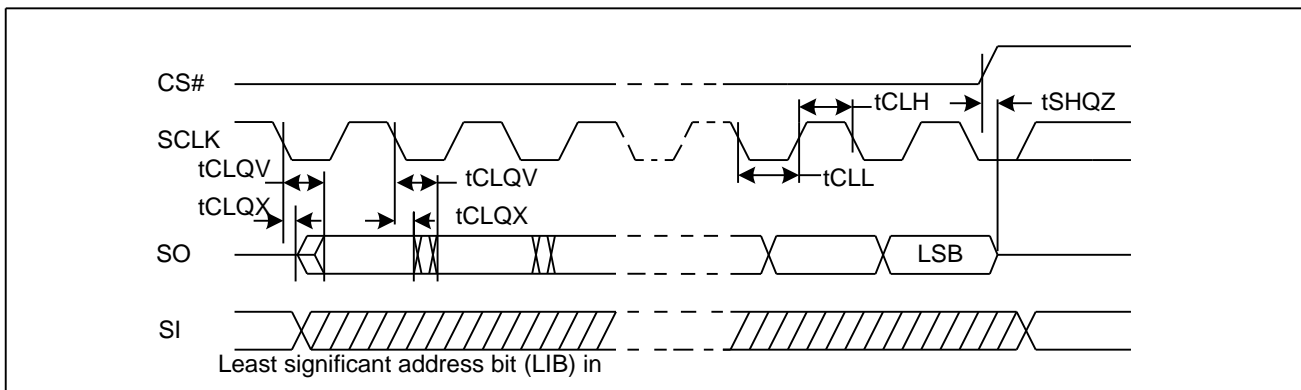 CS#
tCLH
tSHQZ
SCLK
tCLQV
tCLQV
tCLL
tCLQX
tCLQX
SO
LSB
SI
Least significant address bit (LIB) in